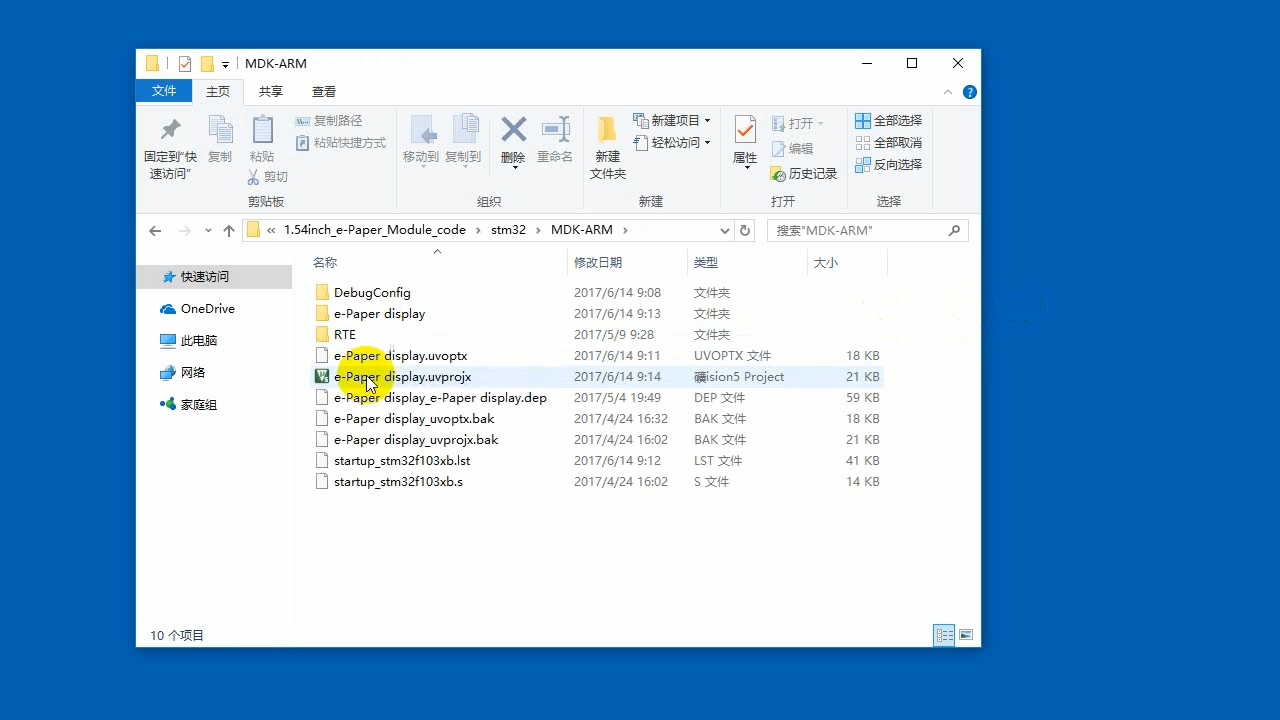 MDK-ARM
文件 主页 共享 查看
固定到"快速访问"
复制
粘贴
复制路径
粘贴快捷方式
剪切
剪贴板
移动到
复制到
删除
重命名
组织
新建文件夹
新建项目
轻松访问
新建
属性
打开
编辑
历史记录
打开
全部选择
全部取消
反向选择
选择
« 1.54inch_e-Paper_Module_code › stm32 › MDK-ARM ›
搜索"MDK-ARM"
快速访问
OneDrive
此电脑
网络
家庭组
名称 修改日期 类型 大小
DebugConfig 2017/6/14 9:08 文件夹
e-Paper display 2017/6/14 9:13 文件夹
RTE 2017/5/9 9:28 文件夹
e-Paper display.uvoptx 2017/6/14 9:11 UVOPTX 文件 18 KB
e-Paper display.uvprojx 2017/6/14 9:14 礦ision5 Project 21 KB
e-Paper display_e-Paper display.dep 2017/5/4 19:49 DEP 文件 59 KB
e-Paper display_uvoptx.bak 2017/4/24 16:32 BAK 文件 18 KB
e-Paper display_uvprojx.bak 2017/4/24 16:02 BAK 文件 21 KB
startup_stm32f103xb.lst 2017/6/14 9:12 LST 文件 41 KB
startup_stm32f103xb.s 2017/4/24 16:02 S 文件 14 KB
10 个项目